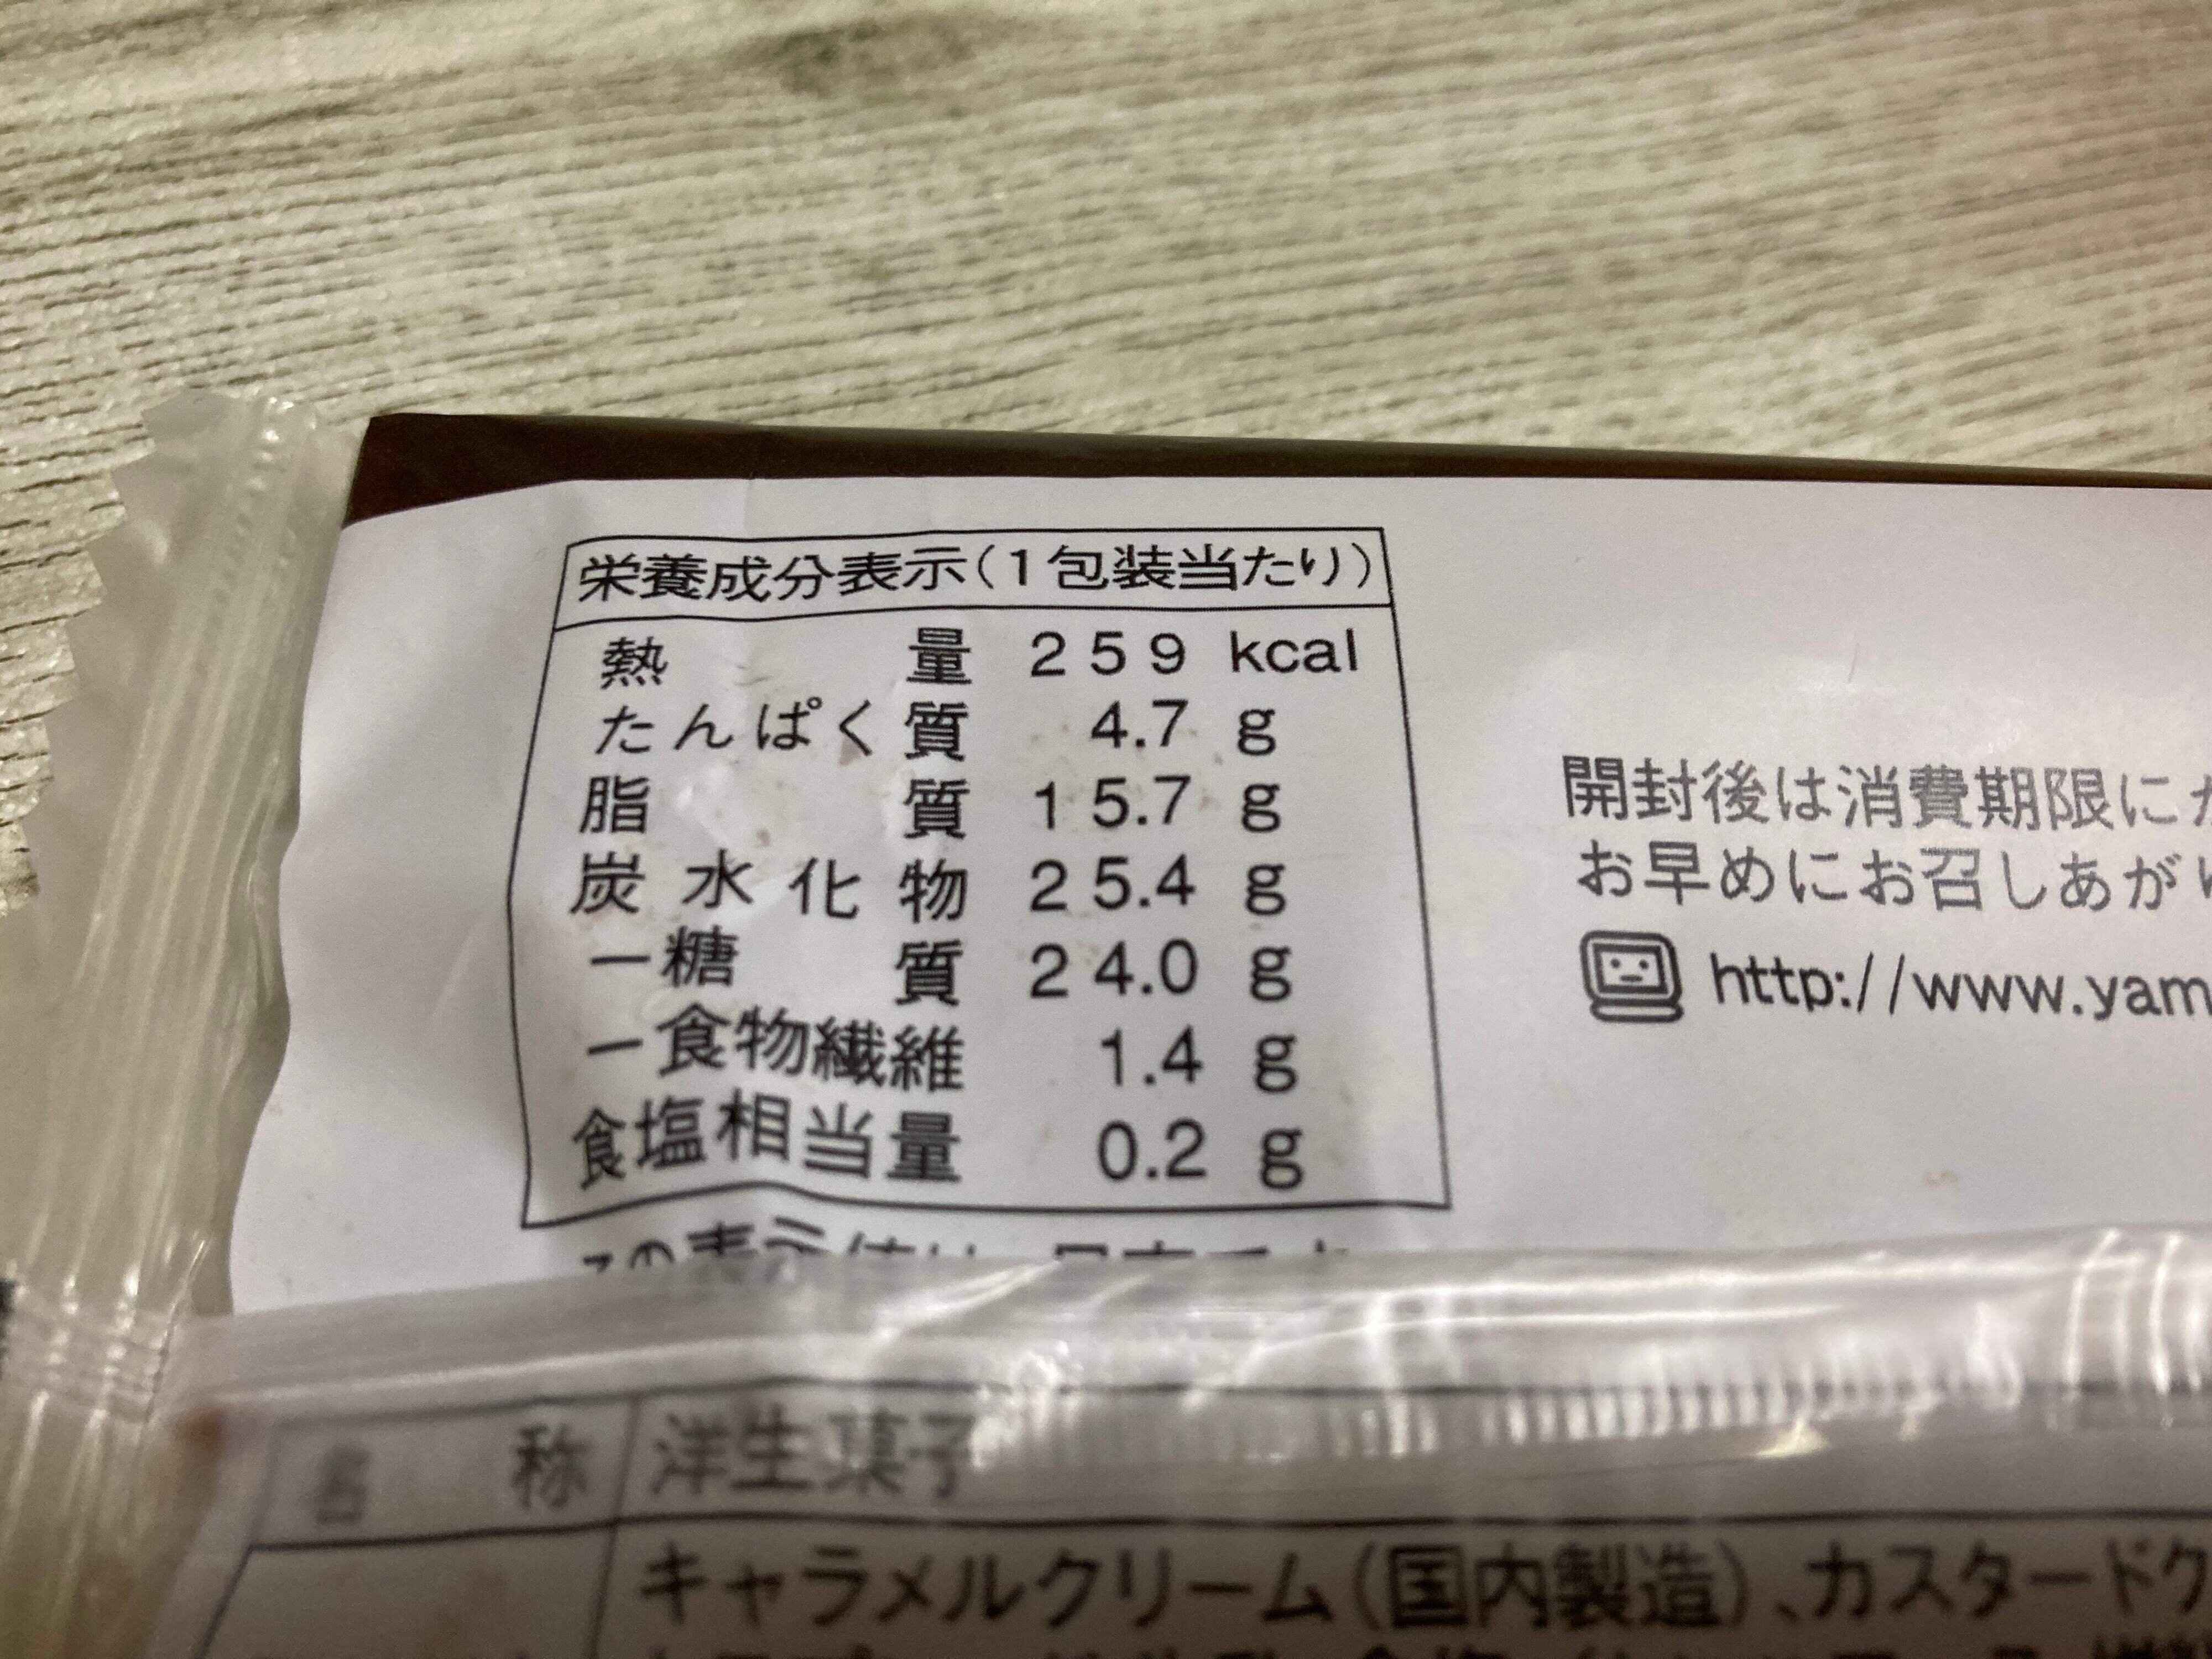 栄養成分表示(1包装当たり)
熱量 259 kcal
たんぱく質 4.7 g
脂質 15.7 g
炭水化物 25.4 g
ー糖質 24.0 g
ー食物繊維 1.4 g
食塩相当量 0.2 g
開封後は消費期限に
お早めにお召しあが
http://www.yam
名称 洋生菓子
キャラメルクリーム(国内製造)、カスタードク